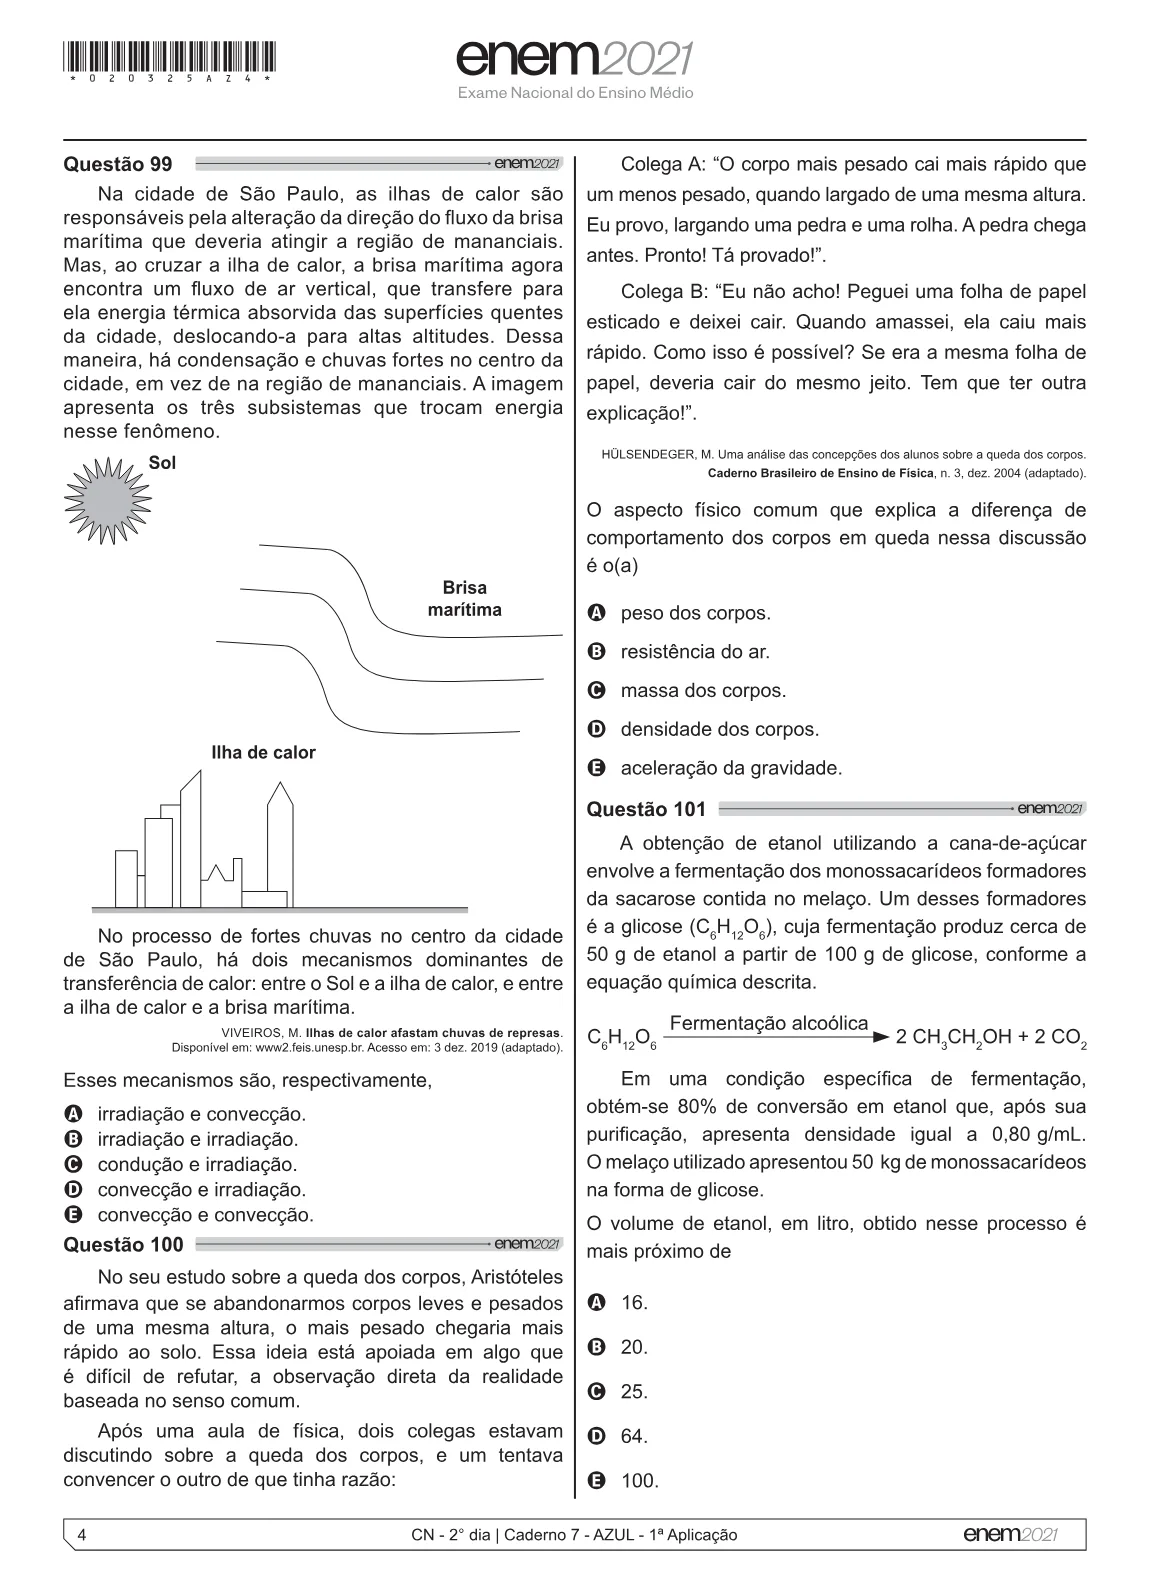 *020325AZ4*
enem2021
Exame Nacional do Ensino Médio
Questão 99 enem2021
Na cidade de São Paulo, as ilhas de calor são
responsáveis pela alteração da direção do fluxo da brisa
marítima que deveria atingir a região de mananciais.
Mas, ao cruzar a ilha de calor, a brisa marítima agora
encontra um fluxo de ar vertical, que transfere para
ela energia térmica absorvida das superfícies quentes
da cidade, deslocando-a para altas altitudes. Dessa
maneira, há condensação e chuvas fortes no centro da
cidade, em vez de na região de mananciais. A imagem
apresenta os três subsistemas que trocam energia
nesse fenômeno.
Sol
Brisa
marítima
Ilha de calor
No processo de fortes chuvas no centro da cidade
de São Paulo, há dois mecanismos dominantes de
transferência de calor: entre o Sol e a ilha de calor, e entre
a ilha de calor e a brisa marítima.
VIVEIROS, M. Ilhas de calor afastam chuvas de represas.
Disponível em: www2.feis.unesp.br. Acesso em: 3 dez. 2019 (adaptado).
Esses mecanismos são, respectivamente,
A irradiação e convecção.
B irradiação e irradiação.
C condução e irradiação.
D convecção e irradiação.
E convecção e convecção.
Questão 100 enem2021
No seu estudo sobre a queda dos corpos, Aristóteles
afirmava que se abandonarmos corpos leves e pesados
de uma mesma altura, o mais pesado chegaria mais
rápido ao solo. Essa ideia está apoiada em algo que
é difícil de refutar, a observação direta da realidade
baseada no senso comum.
Após uma aula de física, dois colegas estavam
discutindo sobre a queda dos corpos, e um tentava
convencer o outro de que tinha razão:
Colega A: “O corpo mais pesado cai mais rápido que
um menos pesado, quando largado de uma mesma altura.
Eu provo, largando uma pedra e uma rolha. A pedra chega
antes. Pronto! Tá provado!”.
Colega B: “Eu não acho! Peguei uma folha de papel
esticado e deixei cair. Quando amassei, ela caiu mais
rápido. Como isso é possível? Se era a mesma folha de
papel, deveria cair do mesmo jeito. Tem que ter outra
explicação!”.
HÜLSENDEGER, M. Uma análise das concepções dos alunos sobre a queda dos corpos.
Caderno Brasileiro de Ensino de Física, n. 3, dez. 2004 (adaptado).
O aspecto físico comum que explica a diferença de
comportamento dos corpos em queda nessa discussão
é o(a)
A peso dos corpos.
B resistência do ar.
C massa dos corpos.
D densidade dos corpos.
E aceleração da gravidade.
Questão 101 enem2021
A obtenção de etanol utilizando a cana-de-açúcar
envolve a fermentação dos monossacarídeos formadores
da sacarose contida no melaço. Um desses formadores
é a glicose (C6H12O6), cuja fermentação produz cerca de
50 g de etanol a partir de 100 g de glicose, conforme a
equação química descrita.
C6H12O6 Fermentação alcoólica 2 CH3CH2OH + 2 CO2
Em uma condição específica de fermentação,
obtém-se 80% de conversão em etanol que, após sua
purificação, apresenta densidade igual a 0,80 g/mL.
O melaço utilizado apresentou 50 kg de monossacarídeos
na forma de glicose.
O volume de etanol, em litro, obtido nesse processo é
mais próximo de
A 16.
B 20.
C 25.
D 64.
E 100.
4 CN - 2° dia | Caderno 7 - AZUL - 1ª Aplicação enem2021